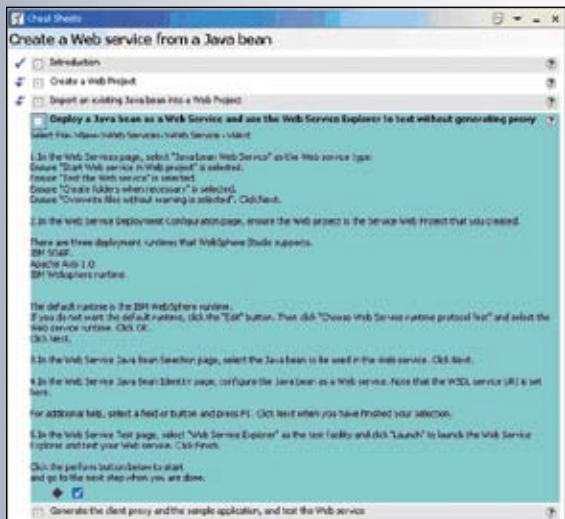 Cheat Sheets
Create a Web service from a Java bean
Introduction
Create a Web Project
Import an existing Java bean into a Web Project
Deploy a Java bean as a Web Service and use the Web Service Explorer to test without generating proxy
Select File->New->Web Services->Web Service->Next
1.In the Web Services page, select "Java bean Web Service" as the Web service type.
Ensure "Start Web service in Web project" is selected.
Ensure "Test the Web service" is selected.
Ensure "Create folders when necessary" is selected.
Ensure "Overwrite files without warning is selected". Click Next.
2.In the Web Service Deployment Configuration page, ensure the Web project is the Service Web Project that you created.
There are three deployment runtimes that WebSphere Studio supports.
IBM SOAP.
Apache Axis 1.0
IBM WebSphere runtime.
The default runtime is the IBM WebSphere runtime.
If you do not want the default runtime, click the "Edit" button. Then click "Choose Web Service runtime protocol first" and select the
Web service runtime. Click OK.
Click Next.
3.In the Web Service Java Bean Selection page, select the Java bean to be used in the Web service. Click Next.
4.In the Web Service Java Bean Identity page, configure the Java bean as a Web service. Note that the WSDL service URI is set
here.
For additional help, select a field or button and press F1. Click Next when you have finished your selection.
5.In the Web Service Test page, select "Web Service Explorer" as the test facility and click "Launch" to launch the Web Service
Explorer and test your Web service. Click Finish.
Click the perform button below to start
and go to the next step when you are done.
Generate the client proxy and the sample application, and test the Web service